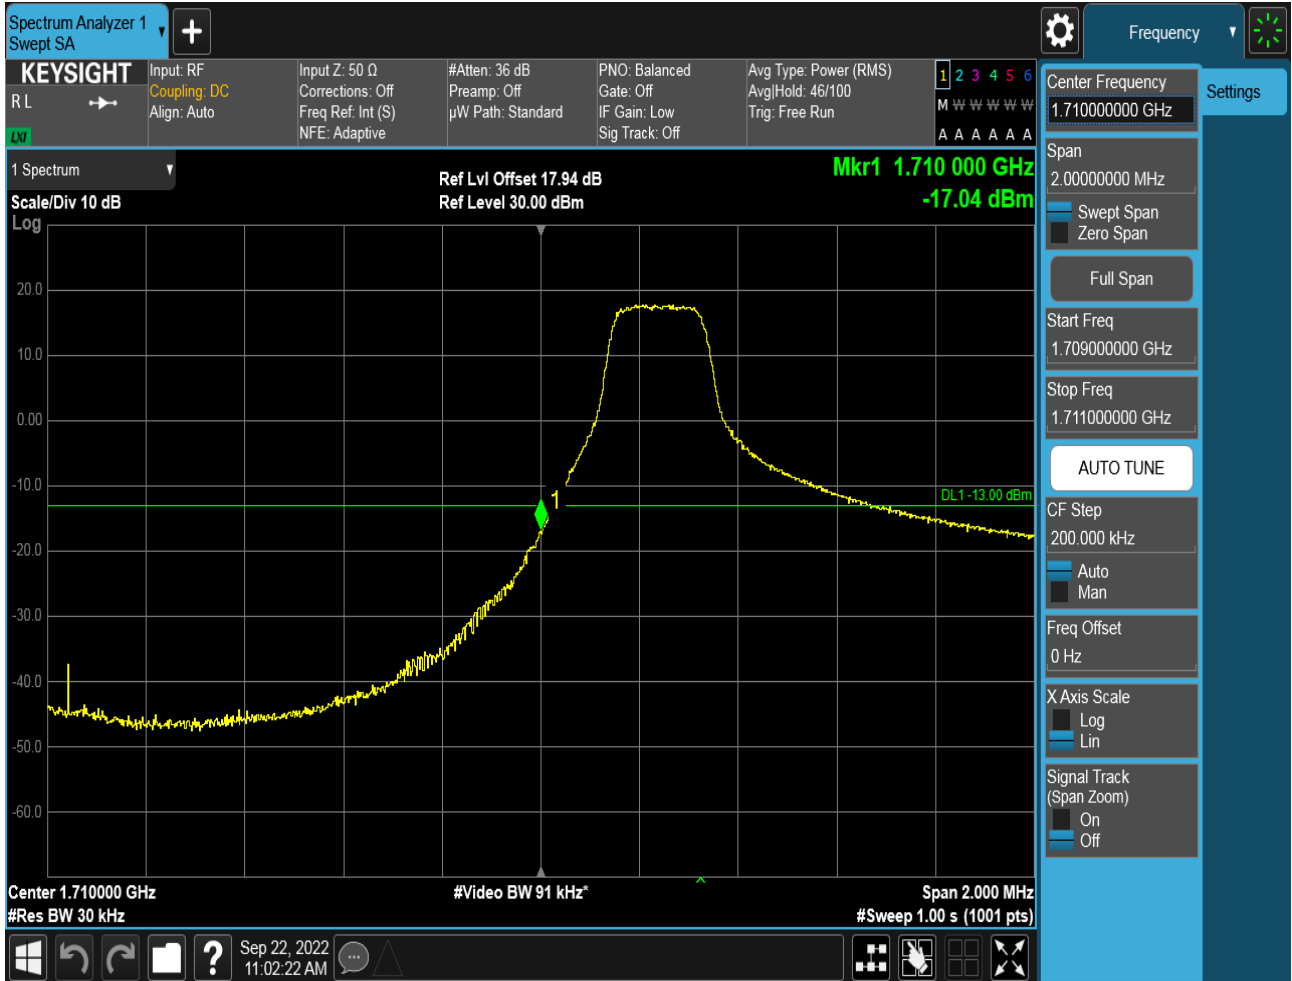 Spectrum Analyzer 1
Swept SA
Frequency
KEYSIGHT
R L
LXI
Input: RF
Coupling: DC
Align: Auto
Input Z: 50 Ω
Corrections: Off
Freq Ref: Int (S)
NFE: Adaptive
#Atten: 36 dB
Preamp: Off
µW Path: Standard
PNO: Balanced
Gate: Off
IF Gain: Low
Sig Track: Off
Avg Type: Power (RMS)
Avg|Hold: 46/100
Trig: Free Run
1 2 3 4 5 6
M W W W W W
A A A A A A
1 Spectrum
Scale/Div 10 dB
Log
Ref Lvl Offset 17.94 dB
Ref Level 30.00 dBm
Mkr1 1.710 000 GHz
-17.04 dBm
20.0
10.0
0.00
-10.0
-20.0
-30.0
-40.0
-50.0
-60.0
1
DL1 -13.00 dBm
Center 1.710000 GHz
#Res BW 30 kHz
#Video BW 91 kHz*
Span 2.000 MHz
#Sweep 1.00 s (1001 pts)
Center Frequency
1.710000000 GHz
Settings
Span
2.00000000 MHz
Swept Span
Zero Span
Full Span
Start Freq
1.709000000 GHz
Stop Freq
1.711000000 GHz
AUTO TUNE
CF Step
200.000 kHz
Auto
Man
Freq Offset
0 Hz
X Axis Scale
Log
Lin
Signal Track
(Span Zoom)
On
Off
?
Sep 22, 2022
11:02:22 AM